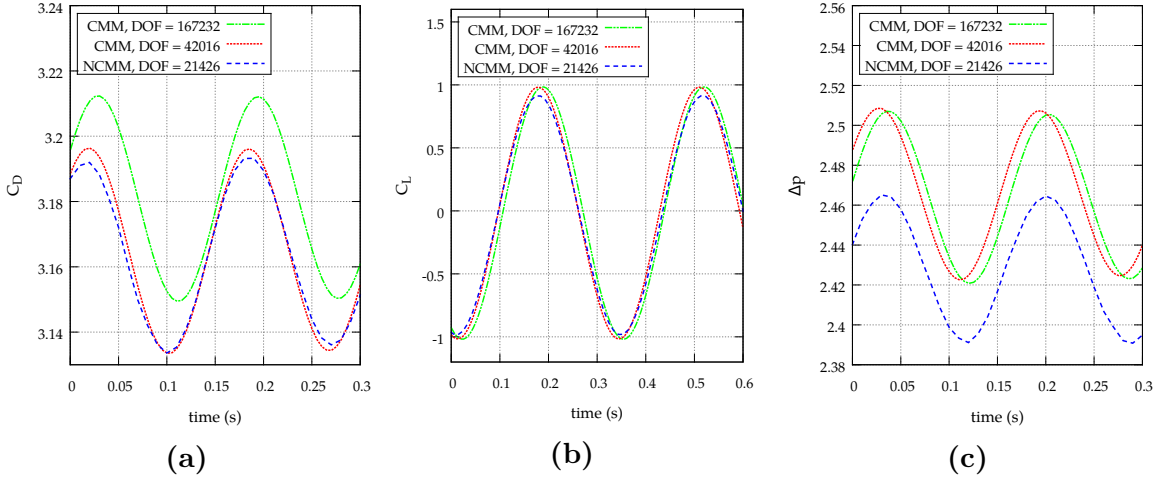 3.24
3.22
3.2
3.18
3.16
3.14
C_D
CMM, DOF = 167232
CMM, DOF = 42016
NCMM, DOF = 21426
0 0.05 0.1 0.15 0.2 0.25 0.3
time (s)
(a)
1.5
1
0.5
0
-0.5
-1
C_L
CMM, DOF = 167232
CMM, DOF = 42016
NCMM, DOF = 21426
0 0.1 0.2 0.3 0.4 0.5 0.6
time (s)
(b)
2.56
2.54
2.52
2.5
2.48
2.46
2.44
2.42
2.4
2.38
Δp
CMM, DOF = 167232
CMM, DOF = 42016
NCMM, DOF = 21426
0 0.05 0.1 0.15 0.2 0.25 0.3
time (s)
(c)